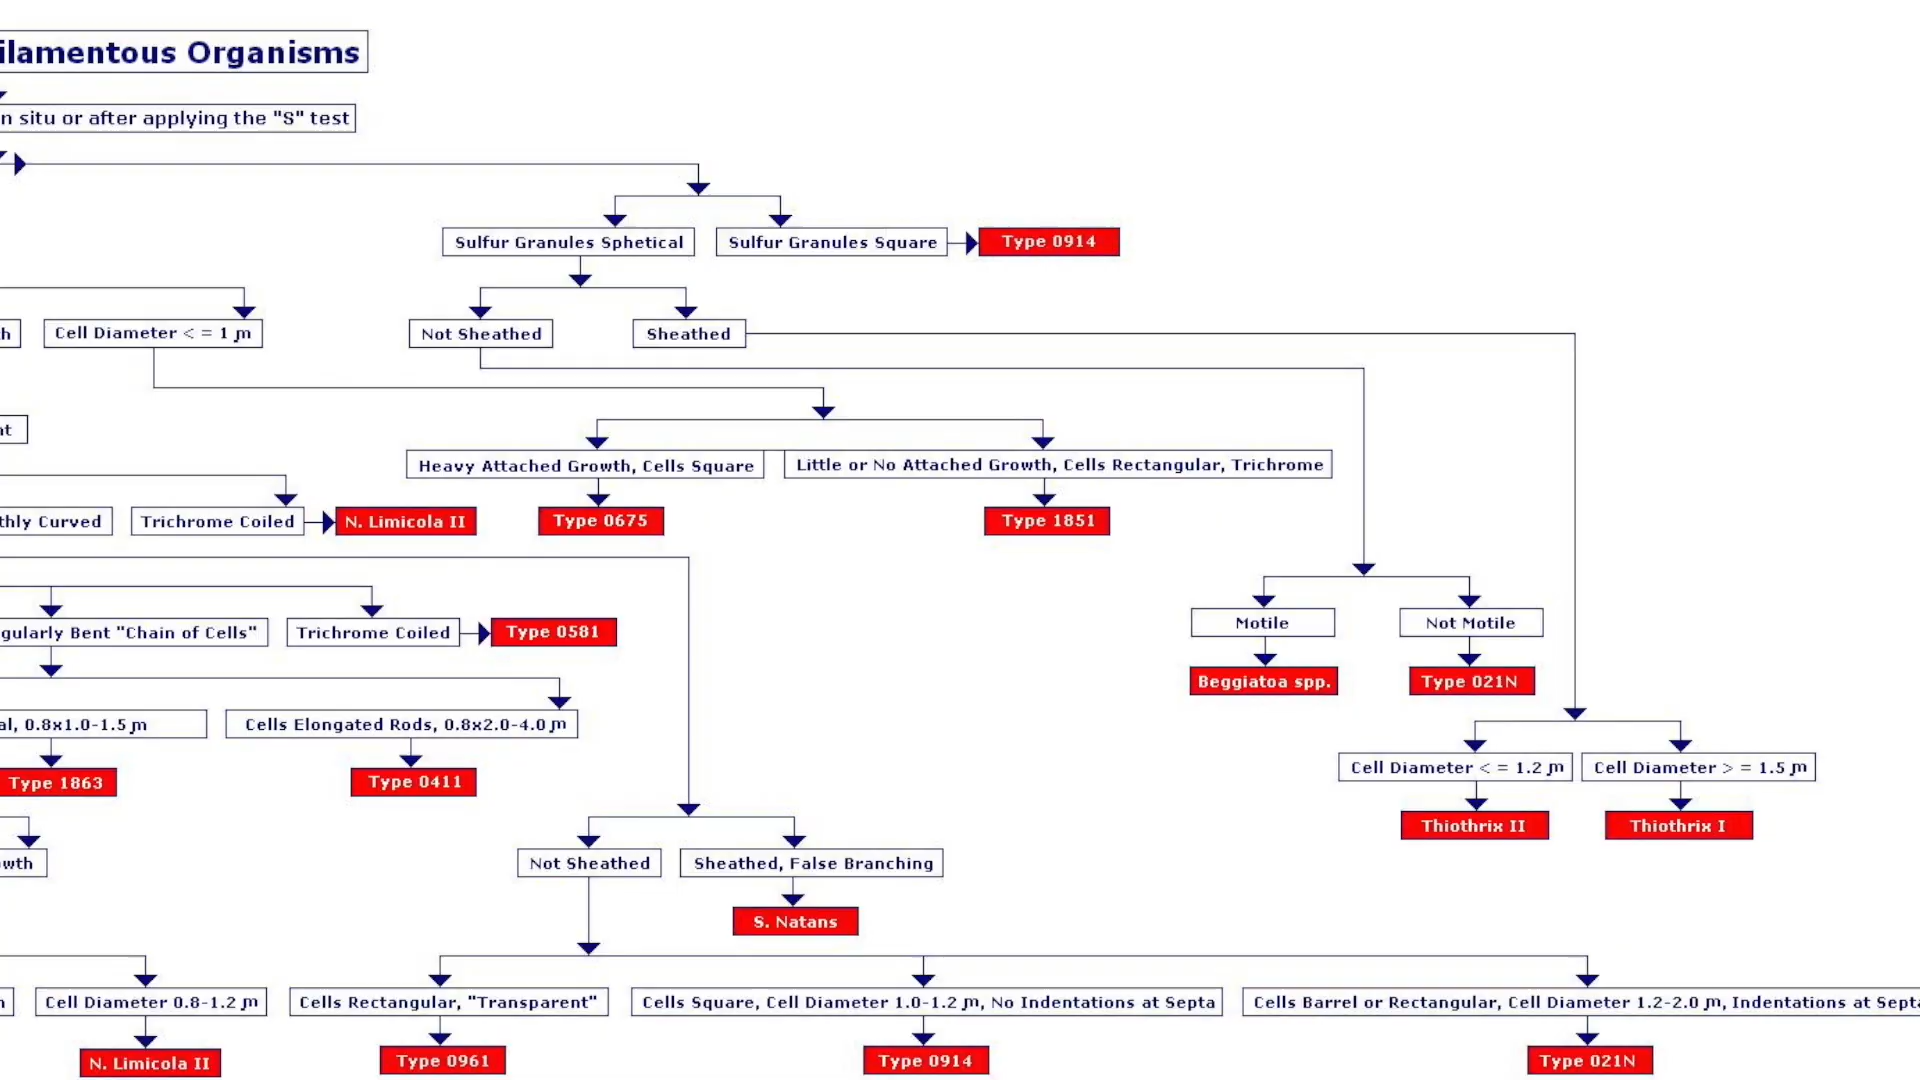 ilamentous Organisms
n situ or after applying the "S" test
Sulfur Granules Sphetical
Sulfur Granules Square
Type 0914
h
Cell Diameter < = 1 µm
Not Sheathed
Sheathed
nt
Heavy Attached Growth, Cells Square
Little or No Attached Growth, Cells Rectangular, Trichrome
thly Curved
Trichrome Coiled
N. Limicola II
Type 0675
Type 1851
gularly Bent "Chain of Cells"
Trichrome Coiled
Type 0581
Motile
Not Motile
Beggiatoa spp.
Type 021N
al, 0.8x1.0-1.5 µm
Cells Elongated Rods, 0.8x2.0-4.0 µm
Cell Diameter < = 1.2 µm
Cell Diameter > = 1.5 µm
Type 1863
Type 0411
Thiothrix II
Thiothrix I
wth
Not Sheathed
Sheathed, False Branching
S. Natans
Cell Diameter 0.8-1.2 µm
Cells Rectangular, "Transparent"
Cells Square, Cell Diameter 1.0-1.2 µm, No Indentations at Septa
Cells Barrel or Rectangular, Cell Diameter 1.2-2.0 µm, Indentations at Septa
N. Limicola II
Type 0961
Type 0914
Type 021N